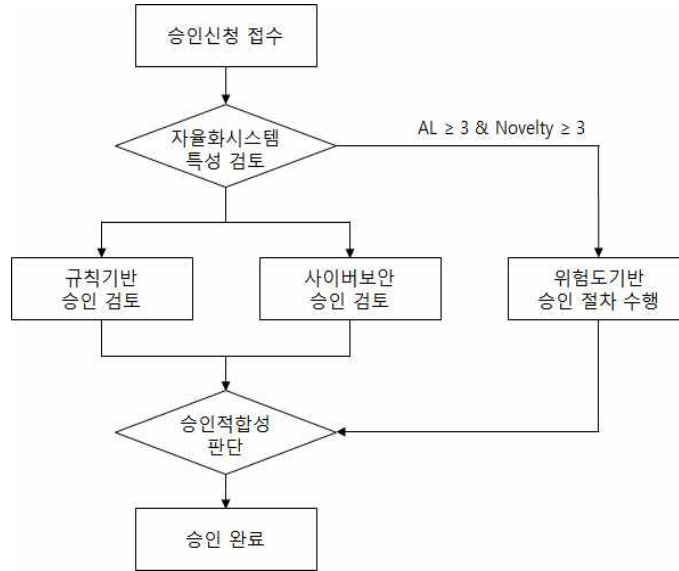 승인신청 접수
자율화시스템
특성 검토
AL ≥ 3 & Novelty ≥ 3
규칙기반
승인 검토
사이버보안
승인 검토
위험도기반
승인 절차 수행
승인적합성
판단
승인 완료